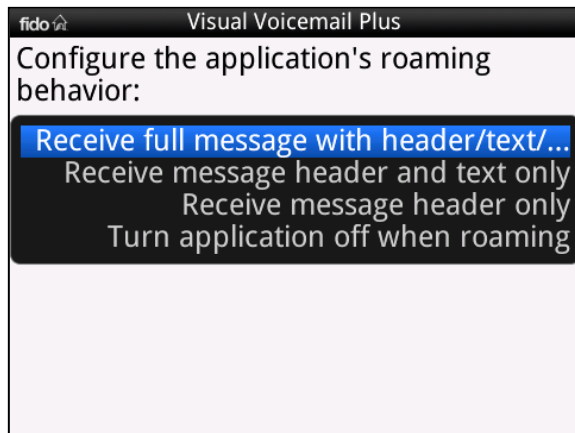 fido Visual Voicemail Plus
Configure the application's roaming
behavior:
Receive full message with header/text/...
Receive message header and text only
Receive message header only
Turn application off when roaming